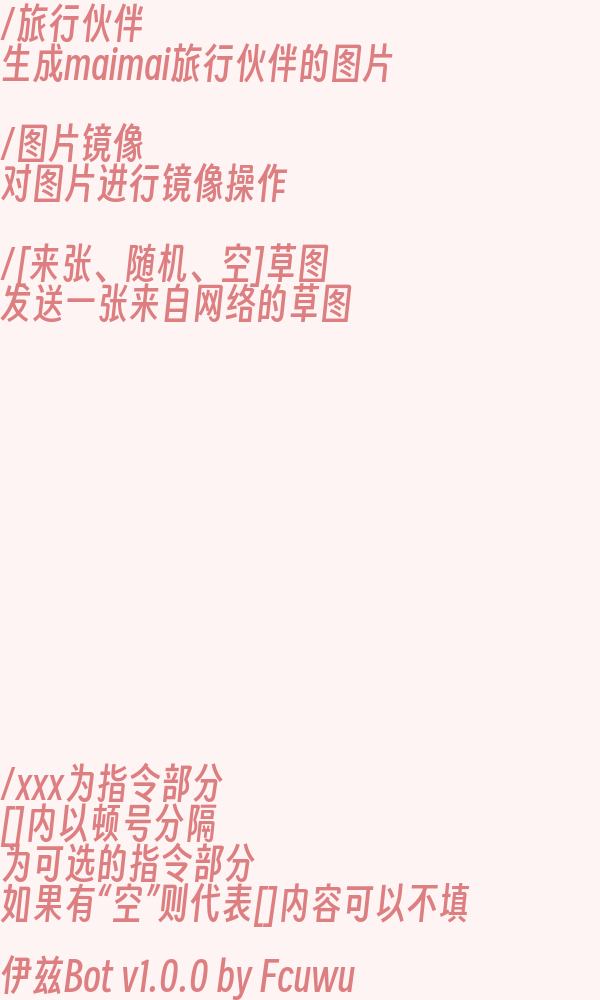 /旅行伙伴
生成maimai旅行伙伴的图片
/图片镜像
对图片进行镜像操作
/[来张、随机、空]草图
发送一张来自网络的草图
/xxx为指令部分
[]内以顿号分隔
为可选的指令部分
如果有“空”则代表[]内容可以不填
伊兹Bot v1.0.0 by Fcuwu